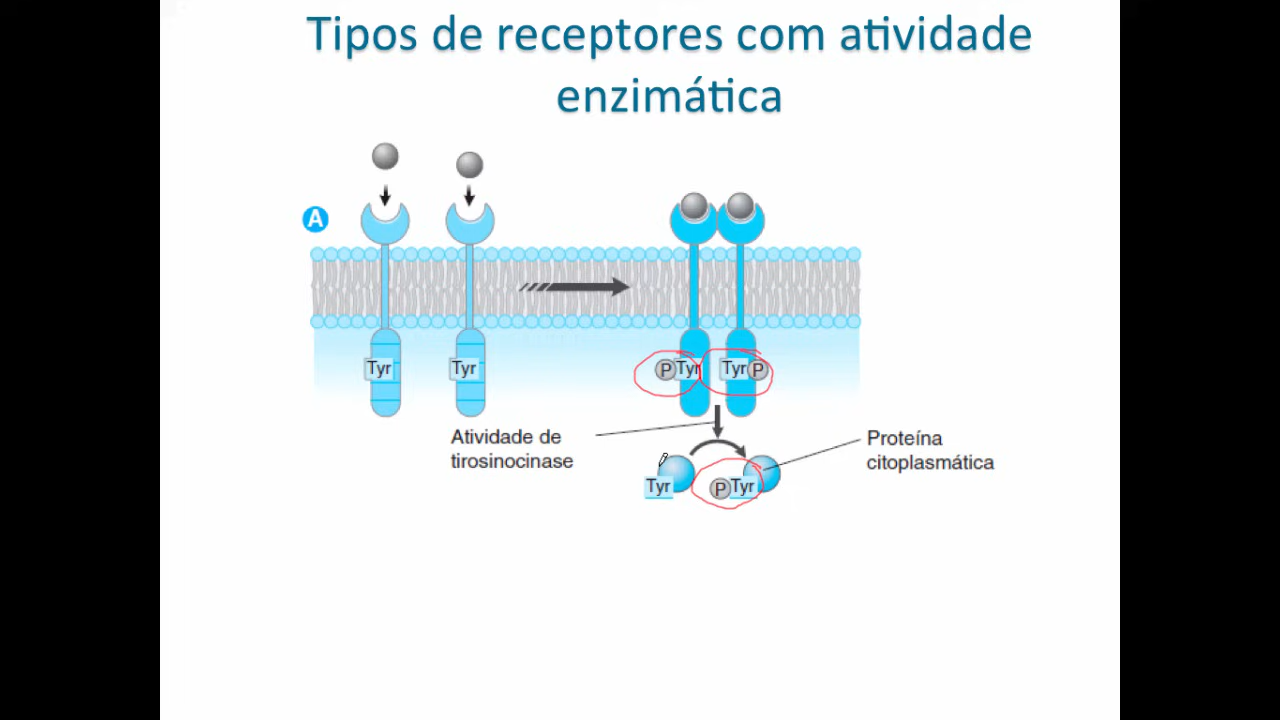 Tipos de receptores com atividade
enzimática
A
Tyr
Tyr
P Tyr
Tyr P
Atividade de
tirosinocinase
Proteína
citoplasmática
Tyr
P Tyr